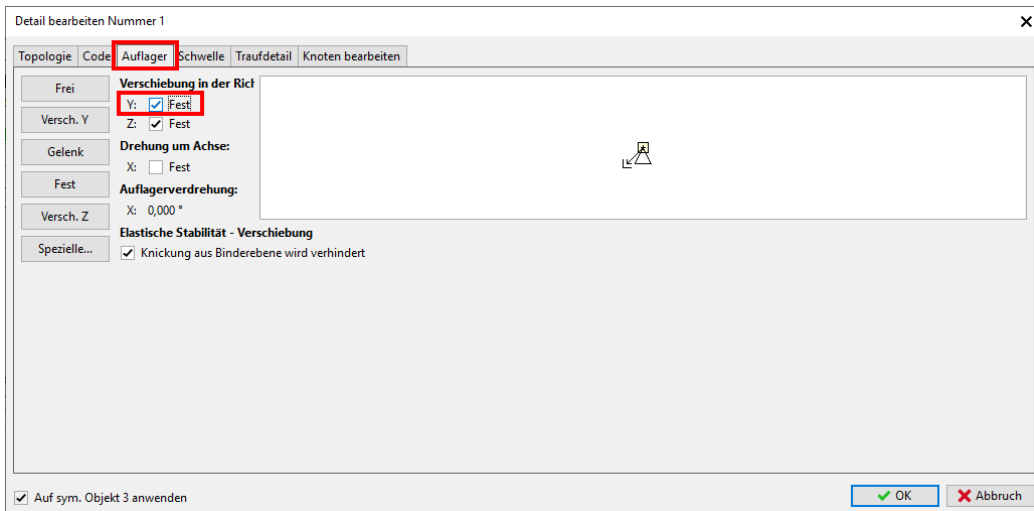 Detail bearbeiten Nummer 1
Topologie Code Auflager Schwelle Traufdetail Knoten bearbeiten
Frei
Versch. Y
Gelenk
Fest
Versch. Z
Spezielle...
Verschiebung in der Rich
Y: Fest
Z: Fest
Drehung um Achse:
X: Fest
Auflagerverdrehung:
X: 0,000 °
Elastische Stabilität - Verschiebung
Knickung aus Binderebene wird verhindert
Auf sym. Objekt 3 anwenden
OK Abbruch